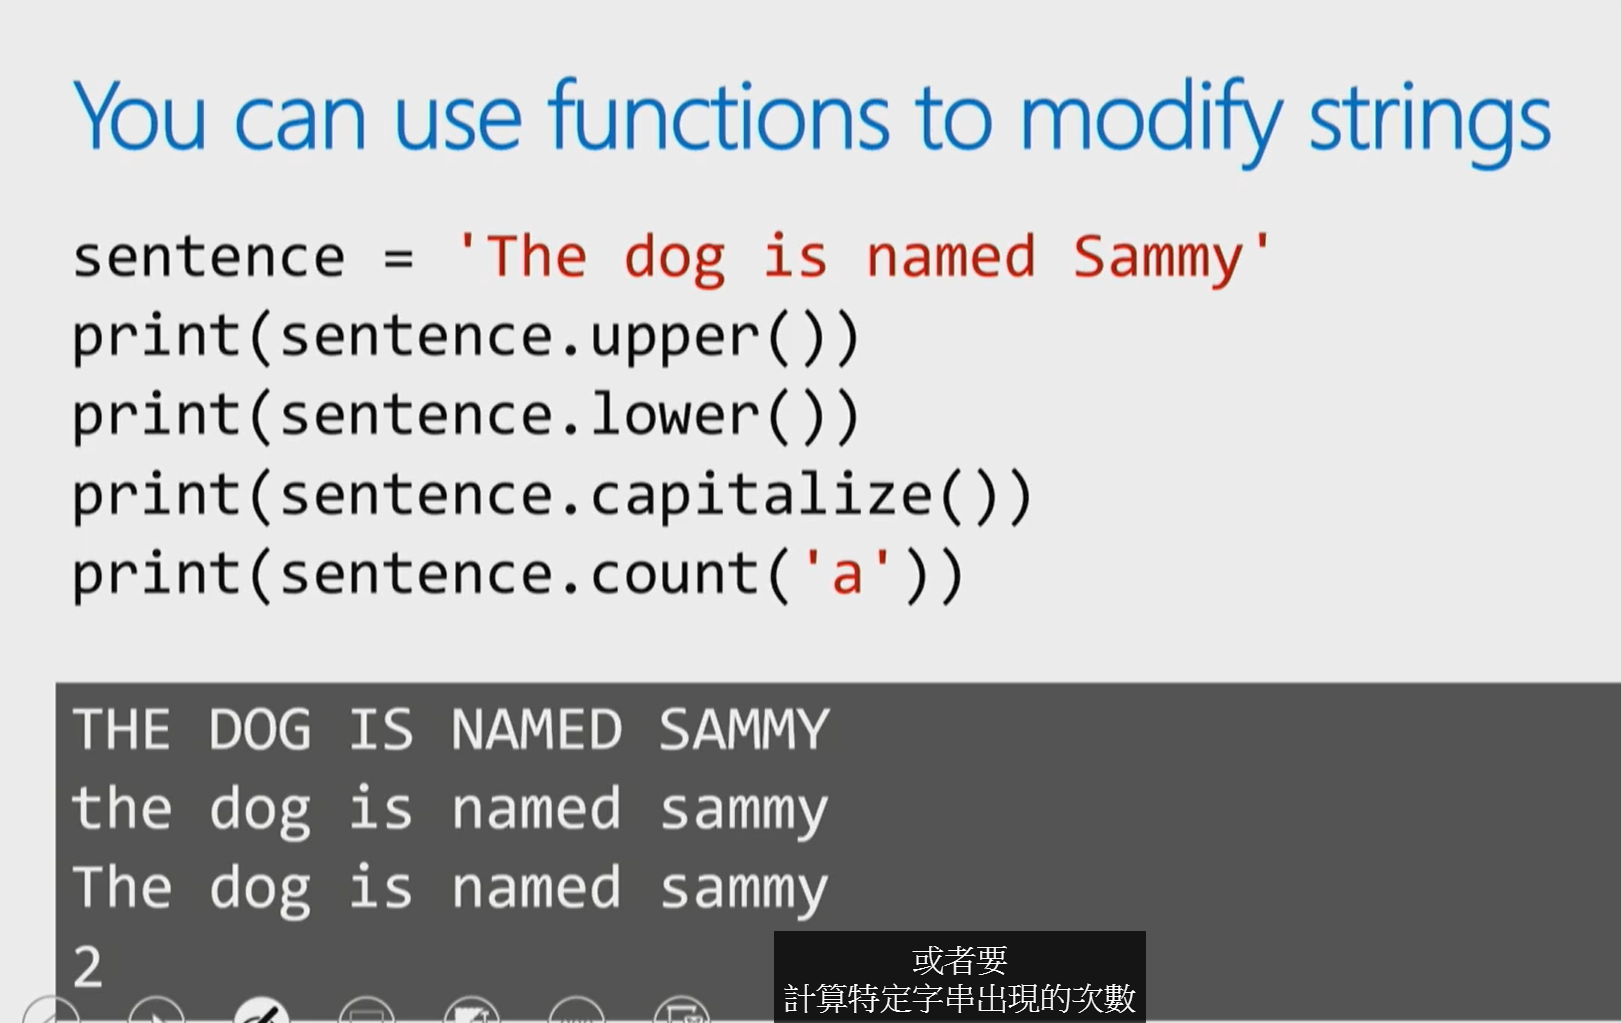 You can use functions to modify strings
sentence = 'The dog is named Sammy'
print(sentence.upper())
print(sentence.lower())
print(sentence.capitalize())
print(sentence.count('a'))
THE DOG IS NAMED SAMMY
the dog is named sammy
The dog is named sammy
2
或者要
計算特定字串出現的次數